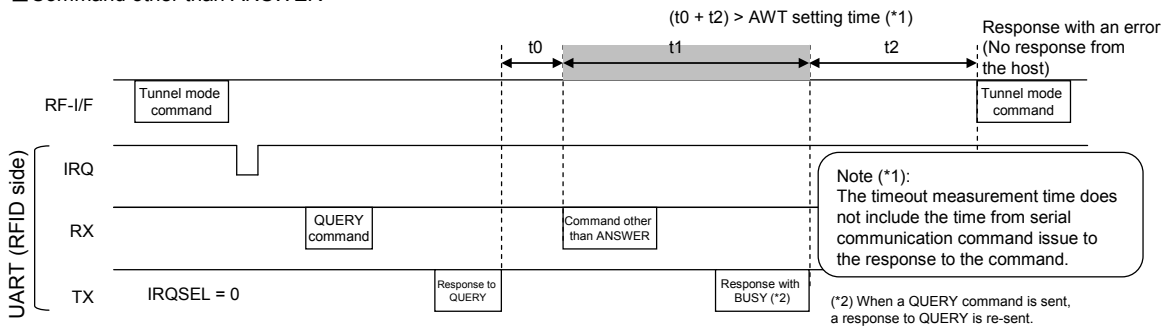 Command other than ANSWER
(t0 + t2) > AWT setting time (*1)
Response with an error
(No response from
the host)
t0
t1
t2
RF-I/F
Tunnel mode
command
Tunnel mode
command
UART (RFID side)
IRQ
Note (*1):
The timeout measurement time does
not include the time from serial
communication command issue to
the response to the command.
RX
QUERY
command
Command other
than ANSWER
TX
IRQSEL = 0
Response to
QUERY
Response with
BUSY (*2)
(*2) When a QUERY command is sent,
a response to QUERY is re-sent.